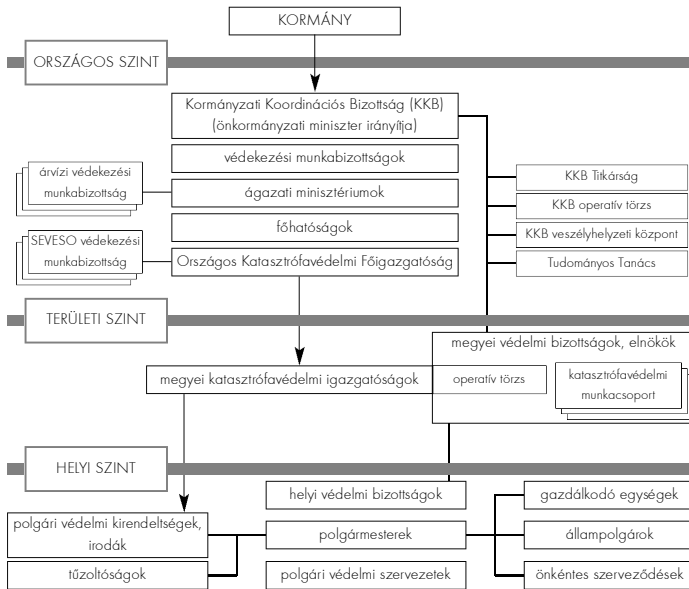 KORMÁNY
ORSZÁGOS SZINT
Kormányzati Koordinációs Bizottság (KKB)
(önkormányzati miniszter irányítja)
védekezési munkabizottságok
árvízi védekezési
munkabizottság
ágazati minisztériumok
főhatóságok
SEVESO védekezési
munkabizottság
Országos Katasztrófavédelmi Főigazgatóság
KKB Titkárság
KKB operatív törzs
KKB veszélyhelyzeti központ
Tudományos Tanács
TERÜLETI SZINT
megyei védelmi bizottságok, elnökök
megyei katasztrófavédelmi igazgatóságok
operatív törzs
katasztrófavédelmi
munkacsoport
HELYI SZINT
helyi védelmi bizottságok
gazdálkodó egységek
polgári védelmi kirendeltségek,
irodák
polgármesterek
állampolgárok
tűzoltóságok
polgári védelmi szervezetek
önkéntes szerveződések